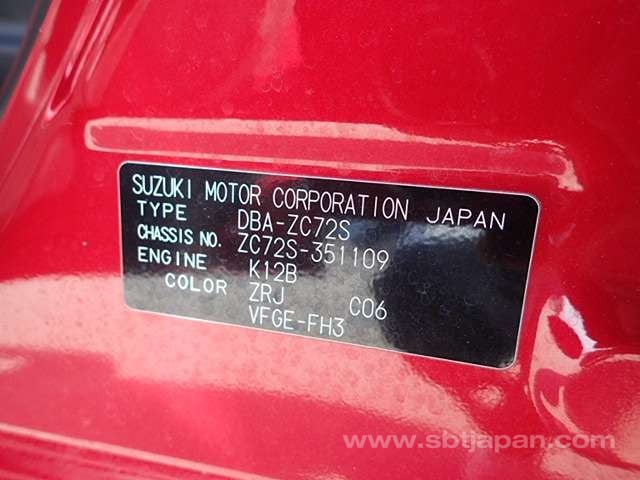 SUZUKI MOTOR CORPORATION JAPAN
TYPE DBA-ZC72S
CHASSIS NO. ZC72S-351109
ENGINE K12B
COLOR ZRJ C06
VFGE-FH3
www.sbtjapan.com